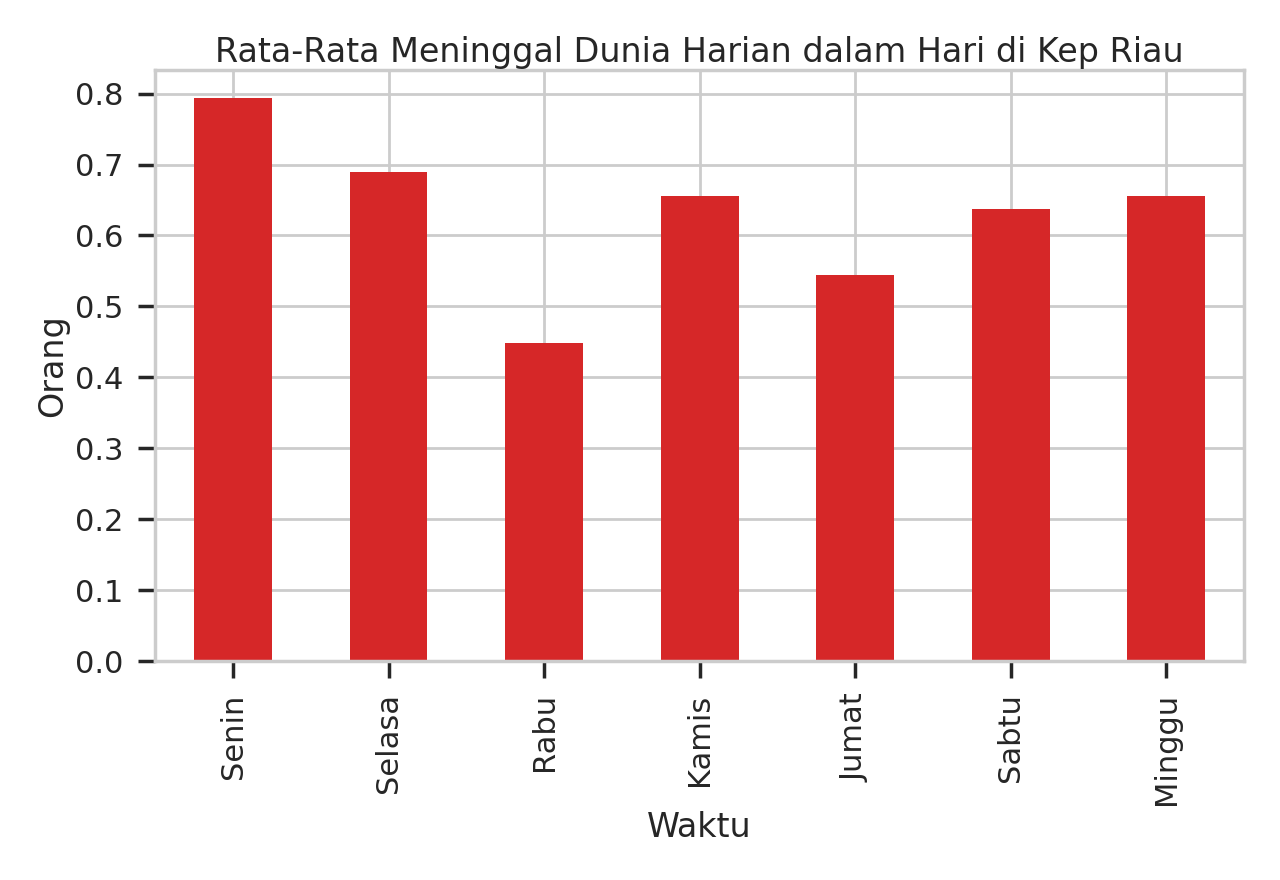 Rata-Rata Meninggal Dunia Harian dalam Hari di Kep Riau
0.8
0.7
0.6
0.5
0.4
0.3
0.2
0.1
0.0
Orang
Senin
Selasa
Rabu
Kamis
Jumat
Sabtu
Minggu
Waktu